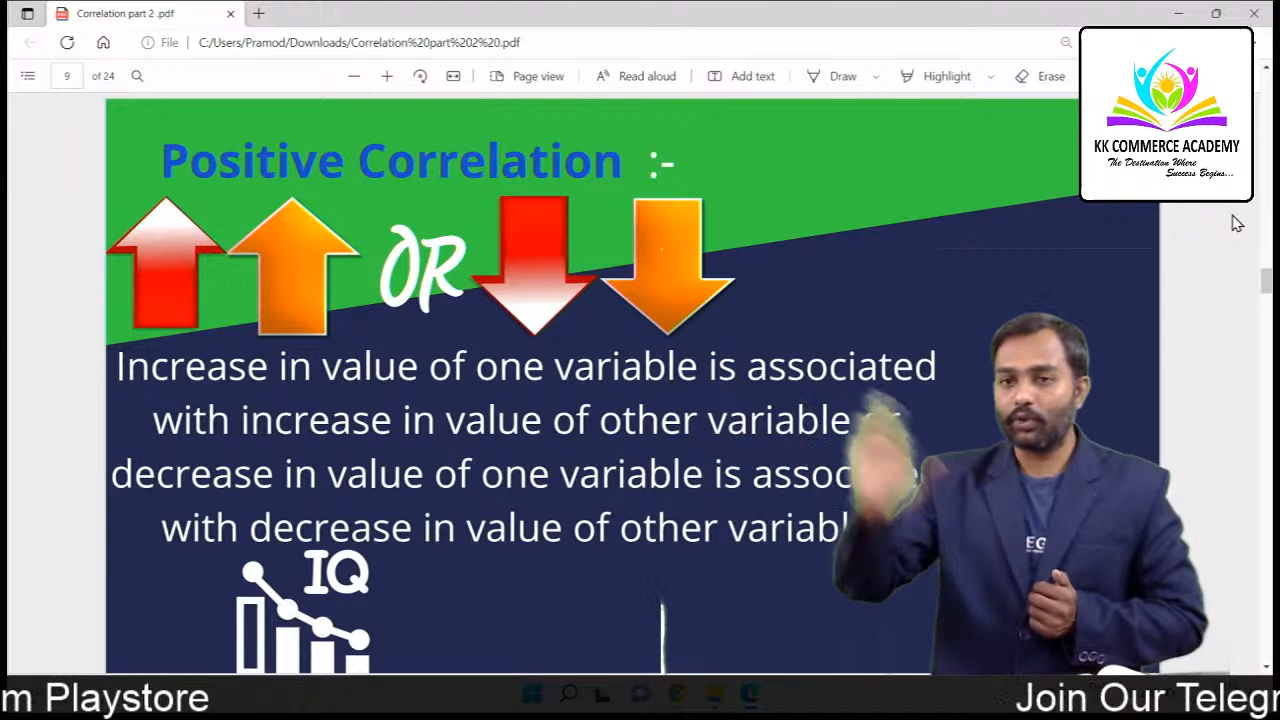 Correlation part 2 .pdf
File
C:/Users/Pramod/Downloads/Correlation%20part%202%20.pdf
9 of 24
Page view
Read aloud
Add text
Draw
Highlight
Erase
KK COMMERCE ACADEMY
The Destination Where
Success Begins...
Positive Correlation :-
OR
Increase in value of one variable is associated
with increase in value of other variable
decrease in value of one variable is assoc
with decrease in value of other variabl
IQ
EG
m Playstore
Join Our Telegr